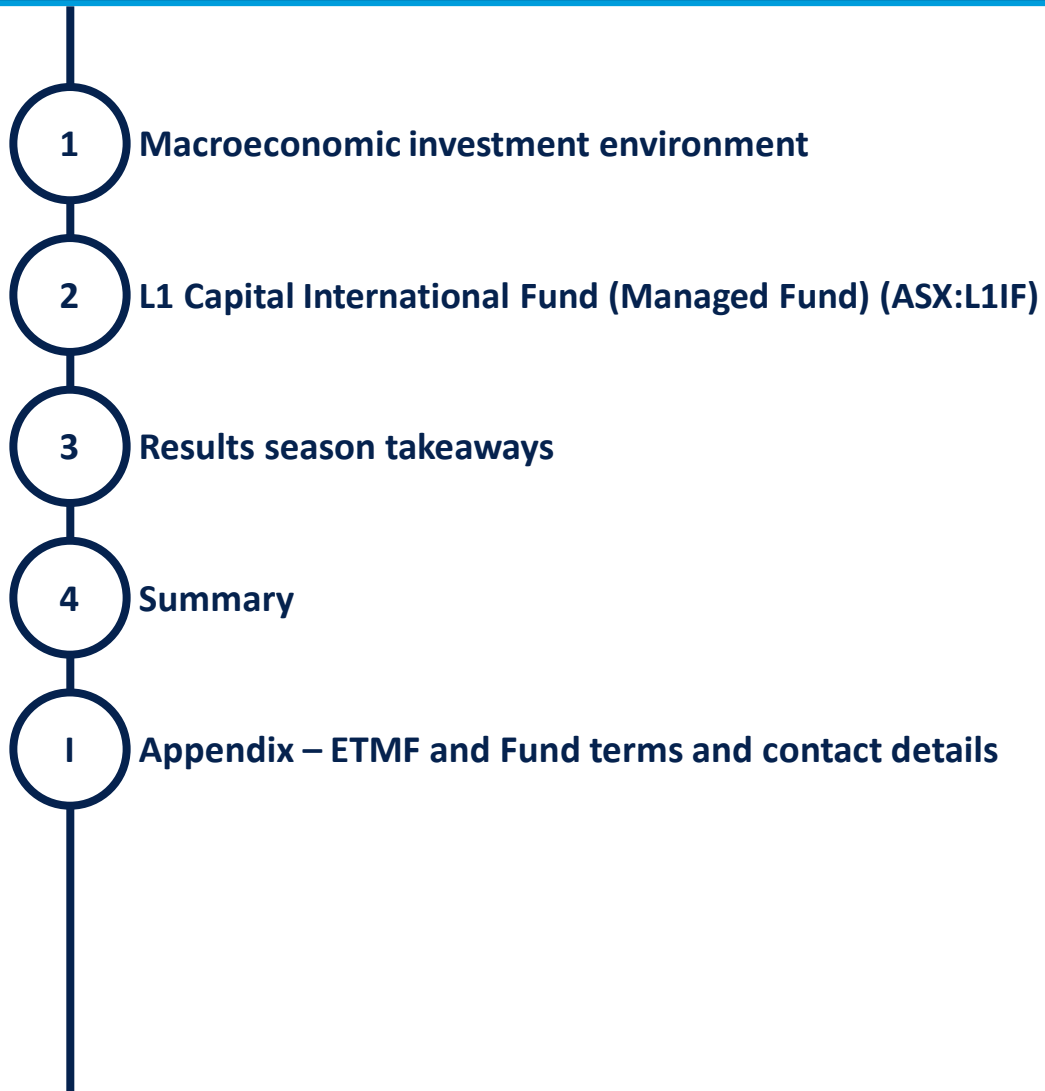 1 Macroeconomic investment environment
2 L1 Capital International Fund (Managed Fund) (ASX:L1IF)
3 Results season takeaways
4 Summary
I Appendix – ETMF and Fund terms and contact details